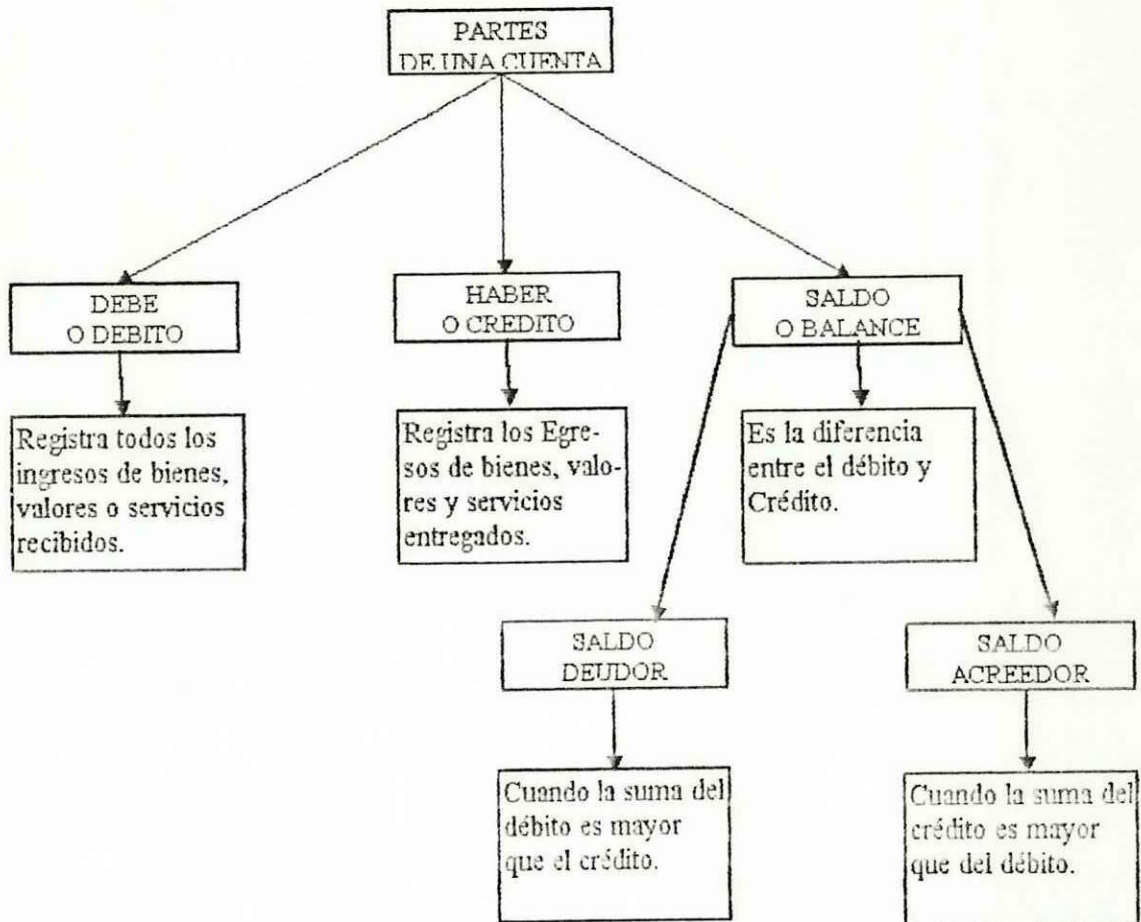 PARTES
DE UNA CUENTA
DEBE
O DEBITO
HABER
O CREDITO
SALDO
O BALANCE
Registra todos los
ingresos de bienes,
valores o servicios
recibidos.
Registra los Egre-
sos de bienes, valo-
res y servicios
entregados.
Es la diferencia
entre el débito y
Crédito.
SALDO
DEUDOR
SALDO
ACREEDOR
Cuando la suma del
débito es mayor
que el crédito.
Cuando la suma del
crédito es mayor
que del débito.